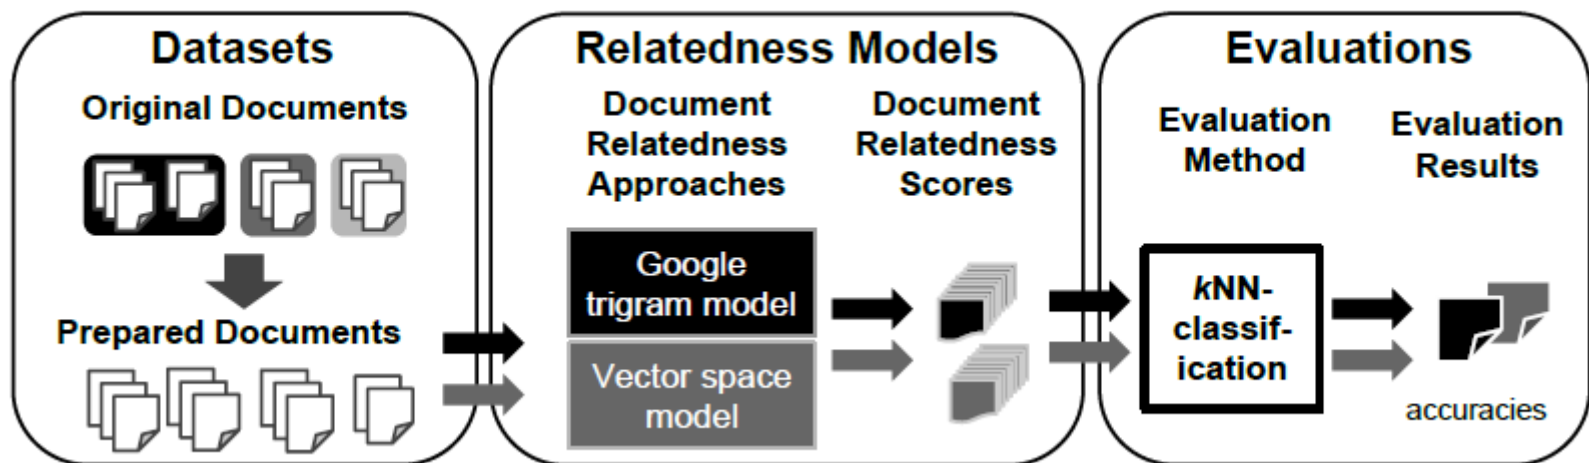 Datasets
Original Documents
Prepared Documents
Relatedness Models
Document
Relatedness
Approaches
Google
trigram model
Vector space
model
Document
Relatedness
Scores
Evaluations
Evaluation
Method
kNN-
classif-
ication
Evaluation
Results
accuracies